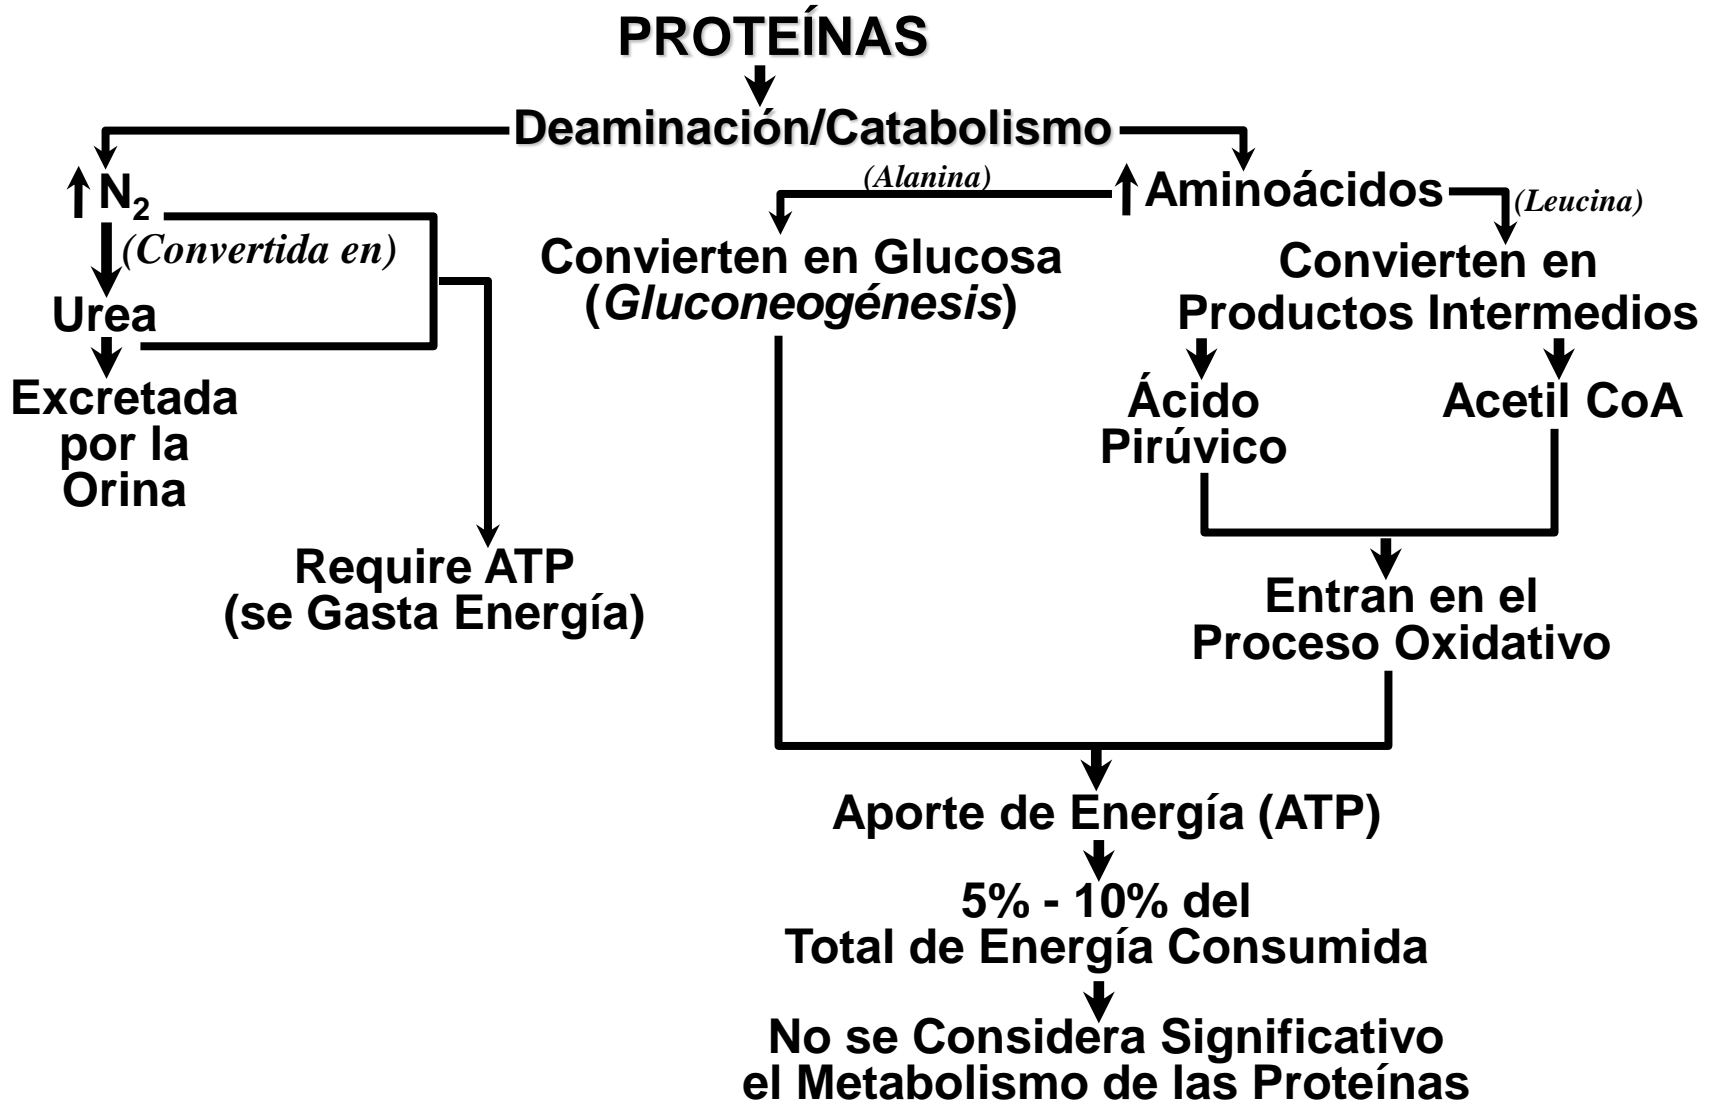 PROTEÍNAS
Deaminación/Catabolismo
N2
(Convertida en)
Urea
Excretada
por la
Orina
Require ATP
(se Gasta Energía)
(Alanina)
Aminoácidos
(Leucina)
Convierten en Glucosa
(Gluconeogénesis)
Convierten en
Productos Intermedios
Ácido
Pirúvico
Acetil CoA
Entran en el
Proceso Oxidativo
Aporte de Energía (ATP)
5% - 10% del
Total de Energía Consumida
No se Considera Significativo
el Metabolismo de las Proteínas